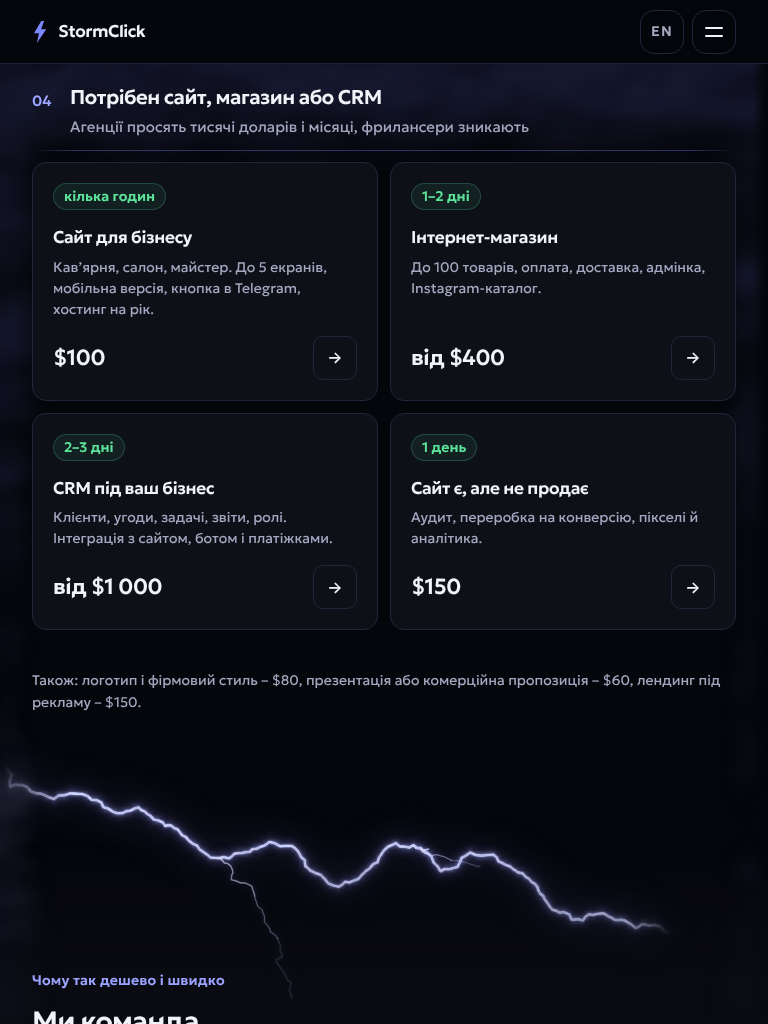 StormClick
EN
04
Потрібен сайт, магазин або CRM
Агенції просять тисячі доларів і місяці, фрилансери зникають
кілька годин
Сайт для бізнесу
Кав’ярня, салон, майстер. До 5 екранів,
мобільна версія, кнопка в Telegram,
хостинг на рік.
$100
→
1–2 дні
Інтернет-магазин
До 100 товарів, оплата, доставка, адмінка,
Instagram-каталог.
від $400
→
2–3 дні
CRM під ваш бізнес
Клієнти, угоди, задачі, звіти, ролі.
Інтеграція з сайтом, ботом і платіжками.
від $1 000
→
1 день
Сайт є, але не продає
Аудит, переробка на конверсію, пікселі й
аналітика.
$150
→
Також: логотип і фірмовий стиль – $80, презентація або комерційна пропозиція – $60, лендинг під
рекламу – $150.
Чому так дешево і швидко
Ми команда